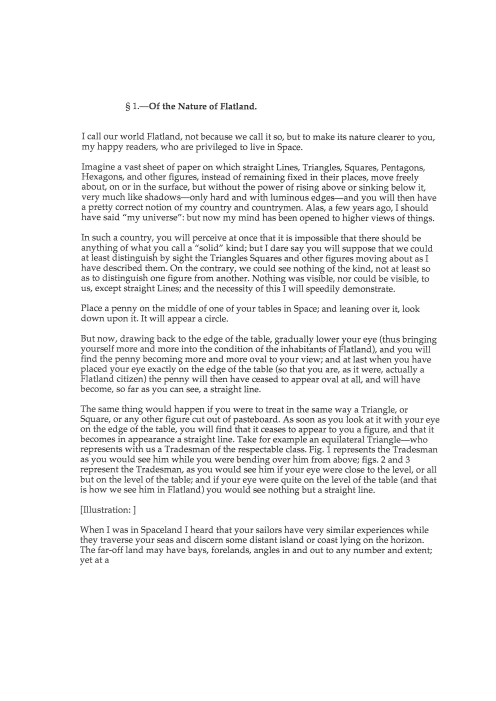 § 1.—Of the Nature of Flatland.
I call our world Flatland, not because we call it so, but to make its nature clearer to you,
my happy readers, who are privileged to live in Space.
Imagine a vast sheet of paper on which straight Lines, Triangles, Squares, Pentagons,
Hexagons, and other figures, instead of remaining fixed in their places, move freely
about, on or in the surface, but without the power of rising above or sinking below it,
very much like shadows—only hard and with luminous edges—and you will then have
a pretty correct notion of my country and countrymen. Alas, a few years ago, I should
have said “my universe”: but now my mind has been opened to higher views of things.
In such a country, you will perceive at once that it is impossible that there should be
anything of what you call a “solid” kind; but I dare say you will suppose that we could
at least distinguish by sight the Triangles Squares and other figures moving about as I
have described them. On the contrary, we could see nothing of the kind, not at least so
as to distinguish one figure from another. Nothing was visible, nor could be visible, to
us, except straight Lines; and the necessity of this I will speedily demonstrate.
Place a penny on the middle of one of your tables in Space; and leaning over it, look
down upon it. It will appear a circle.
But now, drawing back to the edge of the table, gradually lower your eye (thus bringing
yourself more and more into the condition of the inhabitants of Flatland), and you will
find the penny becoming more and more oval to your view; and at last when you have
placed your eye exactly on the edge of the table (so that you are, as it were, actually a
Flatland citizen) the penny will then have ceased to appear oval at all, and will have
become, so far as you can see, a straight line.
The same thing would happen if you were to treat in the same way a Triangle, or
Square, or any other figure cut out of pasteboard. As soon as you look at it with your eye
on the edge of the table, you will find that it ceases to appear to you a figure, and that it
becomes in appearance a straight line. Take for example an equilateral Triangle—who
represents with us a Tradesman of the respectable class. Fig. 1 represents the Tradesman
as you would see him while you were bending over him from above; figs. 2 and 3
represent the Tradesman, as you would see him if your eye were close to the level, or all
but on the level of the table; and if your eye were quite on the level of the table (and that
is how we see him in Flatland) you would see nothing but a straight line.
[Illustration: ]
When I was in Spaceland I heard that your sailors have very similar experiences while
they traverse your seas and discern some distant island or coast lying on the horizon.
The far-off land may have bays, forelands, angles in and out to any number and extent;
yet at a